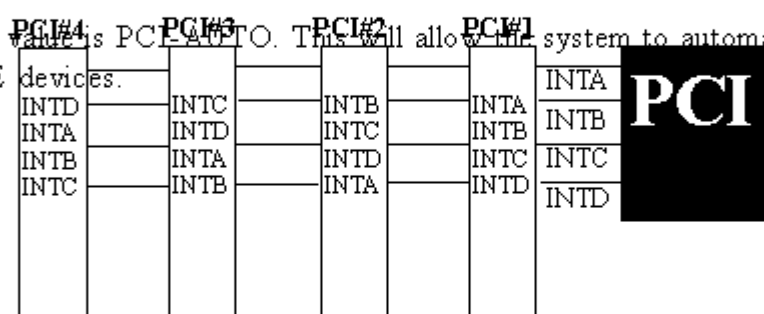 PCI#4 PCI#3 PCI#2 PCI#1
value is PCI-AUTO. This will allow the system to automa
E devices.
INTA
INTD INTC INTB INTA
INTB
INTA INTD INTC INTB
INTB INTA INTD INTC INTC
INTC INTB INTA INTD
INTD
PCI